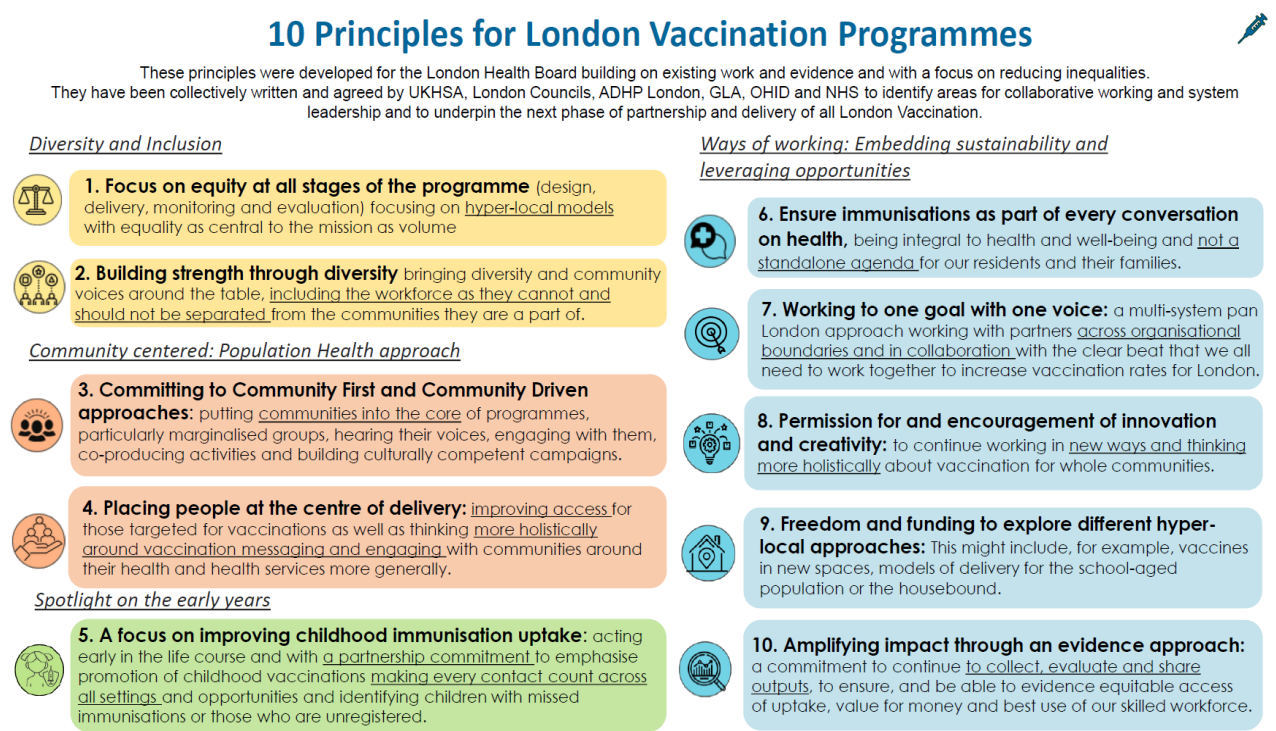 10 Principles for London Vaccination Programmes
These principles were developed for the London Health Board building on existing work and evidence and with a focus on reducing inequalities.
They have been collectively written and agreed by UKHSA, London Councils, ADHP London, GLA, OHID and NHS to identify areas for collaborative working and system
leadership and to underpin the next phase of partnership and delivery of all London Vaccination.
Diversity and Inclusion
1. Focus on equity at all stages of the programme (design,
delivery, monitoring and evaluation) focusing on hyper-local models
with equality as central to the mission as volume
2. Building strength through diversity bringing diversity and community
voices around the table, including the workforce as they cannot and
should not be separated from the communities they are a part of.
Community centered: Population Health approach
3. Committing to Community First and Community Driven
approaches: putting communities into the core of programmes,
particularly marginalised groups, hearing their voices, engaging with them,
co-producing activities and building culturally competent campaigns.
4. Placing people at the centre of delivery: improving access for
those targeted for vaccinations as well as thinking more holistically
around vaccination messaging and engaging with communities around
their health and health services more generally.
Spotlight on the early years
5. A focus on improving childhood immunisation uptake: acting
early in the life course and with a partnership commitment to emphasise
promotion of childhood vaccinations making every contact count across
all settings and opportunities and identifying children with missed
immunisations or those who are unregistered.
Ways of working: Embedding sustainability and
leveraging opportunities
6. Ensure immunisations as part of every conversation
on health, being integral to health and well-being and not a
standalone agenda for our residents and their families.
7. Working to one goal with one voice: a multi-system pan
London approach working with partners across organisational
boundaries and in collaboration with the clear beat that we all
need to work together to increase vaccination rates for London.
8. Permission for and encouragement of innovation
and creativity: to continue working in new ways and thinking
more holistically about vaccination for whole communities.
9. Freedom and funding to explore different hyper-
local approaches: This might include, for example, vaccines
in new spaces, models of delivery for the school-aged
population or the housebound.
10. Amplifying impact through an evidence approach:
a commitment to continue to collect, evaluate and share
outputs, to ensure, and be able to evidence equitable access
of uptake, value for money and best use of our skilled workforce.